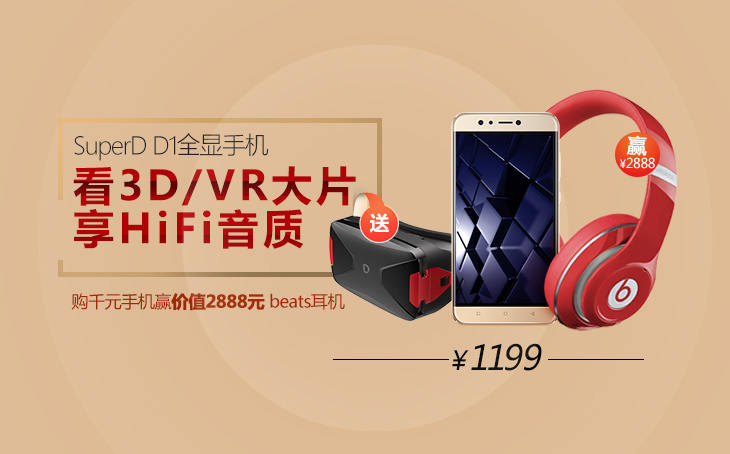 SuperD D1全显手机
看3D/VR大片
享HiFi音质
购千元手机赢价值2888元 beats耳机
送
赢
¥2888
D
b
¥1199